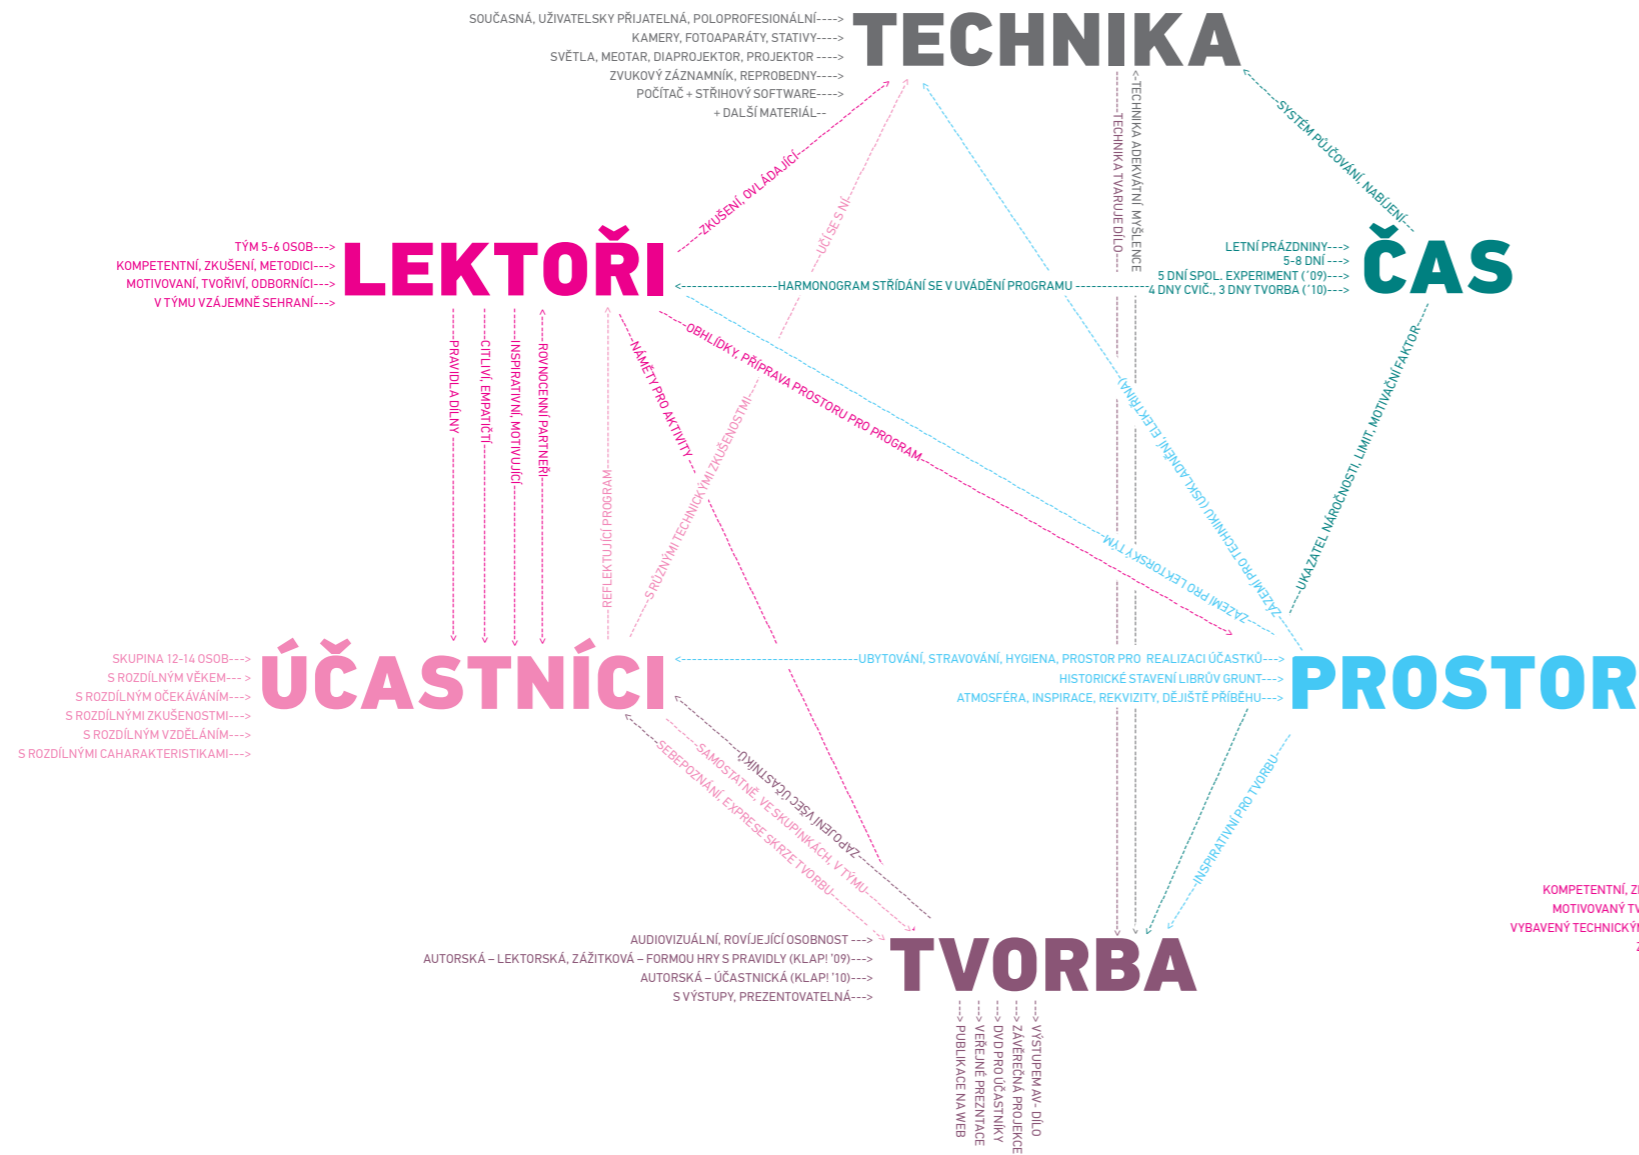 SOUČASNÁ, UŽIVATELSKY PŘIJATELNÁ, POLOPROFESIONÁLNÍ---->
KAMERY, FOTOAPARÁTY, STATIVY---->
SVĚTLA, MEOTAR, DIAPROJEKTOR, PROJEKTOR ---->
ZVUKOVÝ ZÁZNAMNÍK, REPROBEDNY---->
POČÍTAČ + STŘIHOVÝ SOFTWARE---->
+ DALŠÍ MATERIÁL--
TECHNIKA
ZKUŠENÍ, OVLÁDAJÍCÍ
UČÍ SE S NÍ
TECHNIKA TVARUJE DÍLO
TECHNIKA ADEKVÁTNÍ MYŠLENCE
SYSTÉM PŮJČOVÁNÍ, NABÍJENÍ
TÝM 5-6 OSOB--->
KOMPETENTNÍ, ZKUŠENÍ, METODICI--->
MOTIVOVANÍ, TVOŘIVÍ, ODBORNÍCI--->
V TÝMU VZÁJEMNĚ SEHRANÍ--->
LEKTOŘI
HARMONOGRAM STŘÍDÁNÍ SE V UVÁDĚNÍ PROGRAMU
LETNÍ PRÁZDNINY--->
5-8 DNÍ --->
5 DNÍ SPOL. EXPERIMENT (´09)--->
4 DNY CVIČ., 3 DNY TVORBA (´10)--->
ČAS
PRAVIDLA DÍLNY
CITLIVÍ, EMPATIČTÍ
INSPIRATIVNÍ, MOTIVUJÍCÍ
ROVNOCENNÍ PARTNEŘI
REFLEKTUJÍCÍ PROGRAM
S RŮZNÝMI TECHNICKÝMI ZKUŠENOSTMI
NÁMĚTY PRO AKTIVITY
OBHLÍDKY, PŘÍPRAVA PROSTORU PRO PROGRAM
ZÁZEMÍ PRO LEKTORSKÝ TÝM
ZÁZEMÍ PRO TECHNIKU (USKLADNĚNÍ, ELEKTŘINA)
UKAZATEL NÁROČNOSTI, LIMIT, MOTIVAČNÍ FAKTOR
SKUPINA 12-14 OSOB--->
S ROZDÍLNÝM VĚKEM--->
S ROZDÍLNÝM OČEKÁVÁNÍM--->
S ROZDÍLNÝMI ZKUŠENOSTMI--->
S ROZDÍLNÝM VZDĚLÁNÍM--->
S ROZDÍLNÝMI CAHARAKTERISTIKAMI--->
ÚČASTNÍCI
UBYTOVÁNÍ, STRAVOVÁNÍ, HYGIENA, PROSTOR PRO REALIZACI ÚČASTKŮ--->
HISTORICKÉ STAVENÍ LIBRŮV GRUNT--->
ATMOSFÉRA, INSPIRACE, REKVIZITY, DĚJIŠTĚ PŘÍBĚHU--->
PROSTOR
ZAPOJENÍ VŠEC ÚČASTNÍKŮ
SAMOSTATNĚ, VE SKUPINKÁCH, V TÝMU
SEBEPOZNÁNÍ, EXPRESE SKRZE TVORBU
INSPIRATIVNÍ PRO TVORBU
AUDIOVIZUÁLNÍ, ROVÍJEJÍCÍ OSOBNOST --->
AUTORSKÁ – LEKTORSKÁ, ZÁŽITKOVÁ – FORMOU HRY S PRAVIDLY (KLAP! '09)--->
AUTORSKÁ – ÚČASTNICKÁ (KLAP! '10)--->
S VÝSTUPY, PREZENTOVATELNÁ--->
TVORBA
---> PUBLIKACE NA WEB
---> VEŘEJNÉ PREZNTACE
---> DVD PRO ÚČASTNÍKY
---> ZÁVĚREČNÁ PROJEKCE
---> VÝSTUPEM AV- DÍLO
KOMPETENTNÍ,
MOTIVOVANÝ
VYBAVENÝ